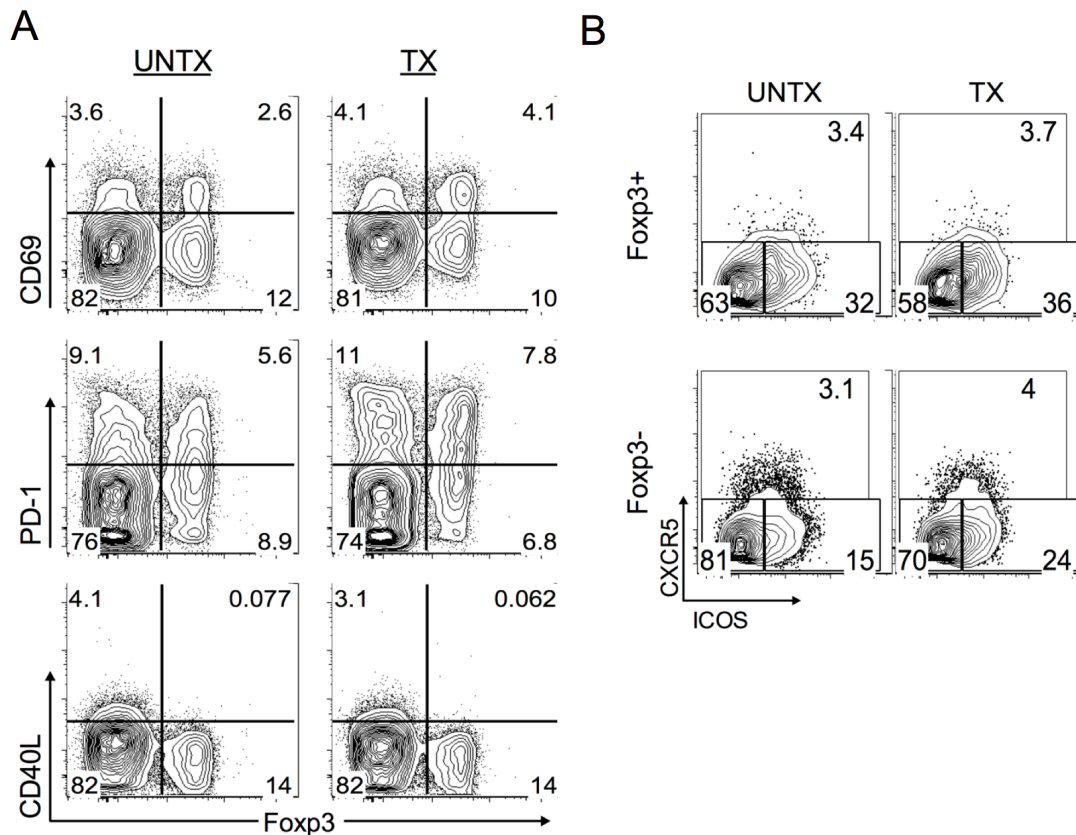 A
UNTX
TX
3.6
2.6
4.1
4.1
CD69
82
12
81
10
9.1
5.6
11
7.8
PD-1
76
8.9
74
6.8
4.1
0.077
3.1
0.062
CD40L
82
14
82
14
Foxp3
B
UNTX
TX
Foxp3+
3.4
3.7
63
32
58
36
Foxp3-
3.1
4
81
15
70
24
CXCR5
ICOS